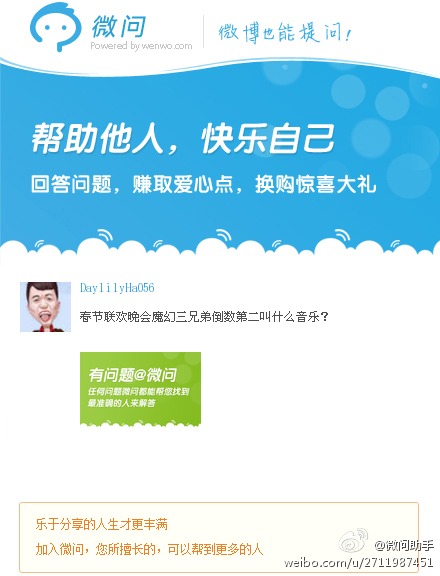 微问
Powered by wenwo.com
微博也能提问!
帮助他人，快乐自己
回答问题，赚取爱心点，换购惊喜大礼
DaylilyHa056
春节联欢晚会魔幻三兄弟倒数第二叫什么音乐？
有问题@微问
任何问题微问都能帮您找到
最准确的人来解答
乐于分享的人生才更丰满
加入微问，您所擅长的，可以帮到更多的人
@微问助手
weibo.com/u/2711987451